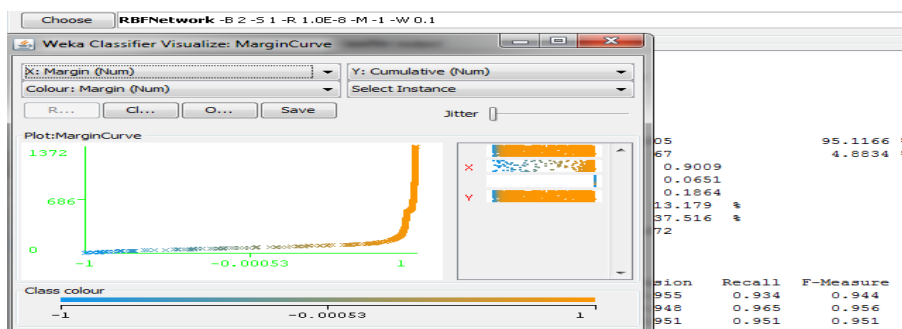 Choose RBFNetwork -B 2 -S 1 -R 1.0E-8 -M -1 -W 0.1
Weka Classifier Visualize: MarginCurve
X: Margin (Num) Y: Cumulative (Num)
Colour: Margin (Num) Select Instance
R... Cl... O... Save Jitter
Plot:MarginCurve
1372
686
0
-1 -0.00053 1
X
Y
Class colour
-1 -0.00053 1
05 95.1166 %
67 4.8834 %
0.9009
0.0651
0.1864
13.179 %
37.516 %
72
sion Recall F-Measure
955 0.934 0.944
948 0.965 0.956
951 0.951 0.951